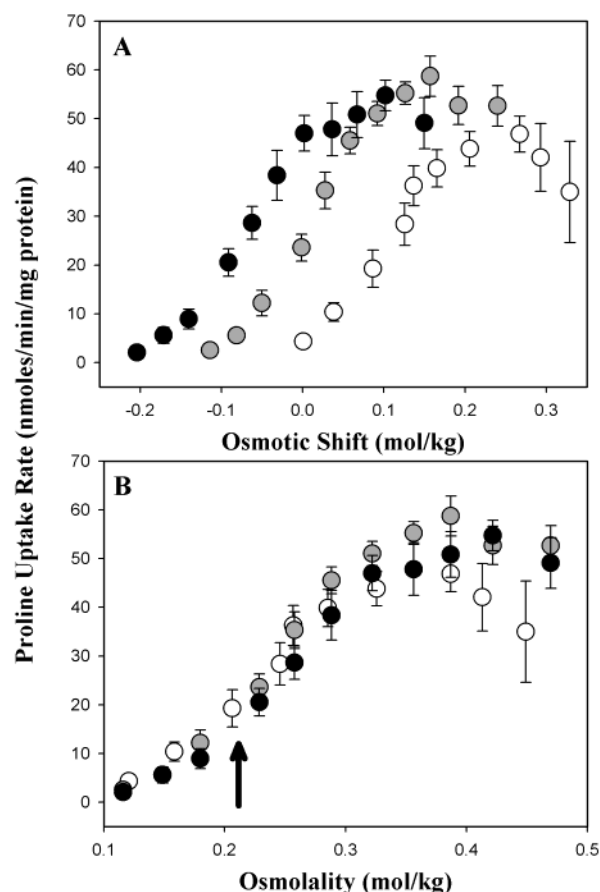 A
70
60
50
40
30
20
10
0
-0.2 -0.1 0.0 0.1 0.2 0.3
Osmotic Shift (mol/kg)
Proline Uptake Rate (nmoles/min/mg protein)
B
70
60
50
40
30
20
10
0
0.1 0.2 0.3 0.4 0.5
Osmolality (mol/kg)